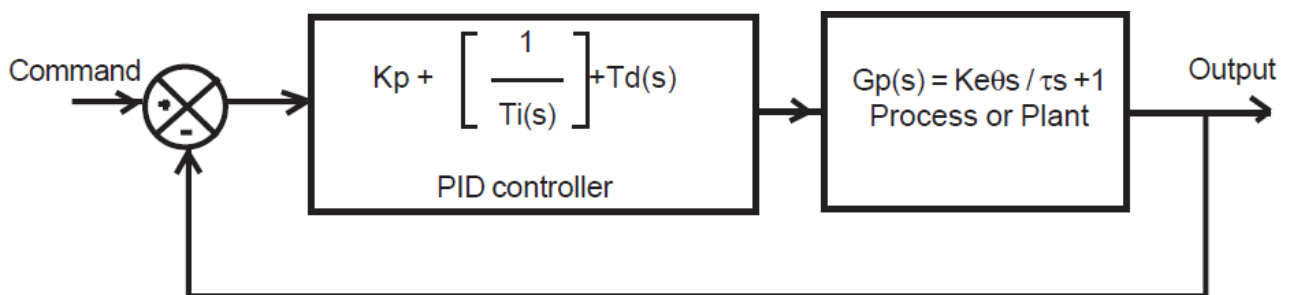 Command
+
-
Kp + [ 1 / Ti(s) ] +Td(s)
PID controller
Gp(s) = Keθs / τs +1
Process or Plant
Output